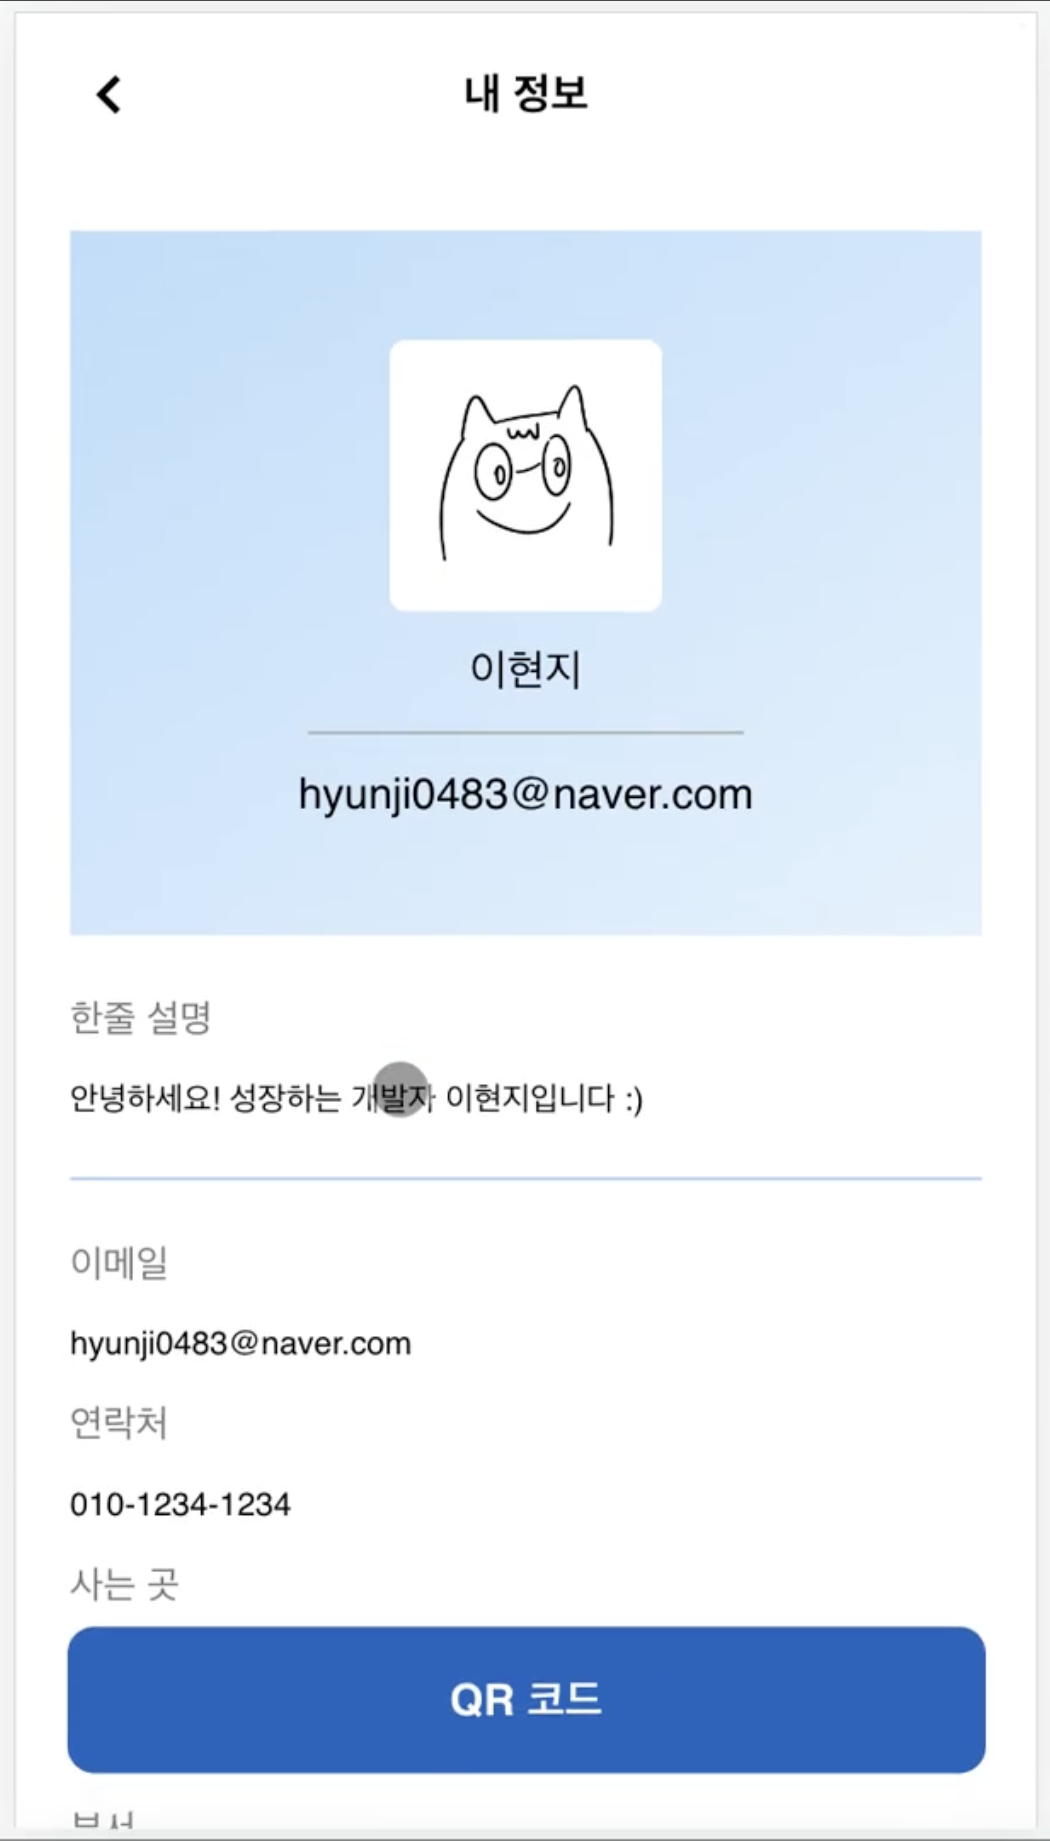 내 정보
이현지
hyunji0483@naver.com
한줄 설명
안녕하세요! 성장하는 개발자 이현지입니다 :)
이메일
hyunji0483@naver.com
연락처
010-1234-1234
사는 곳
QR 코드
부서